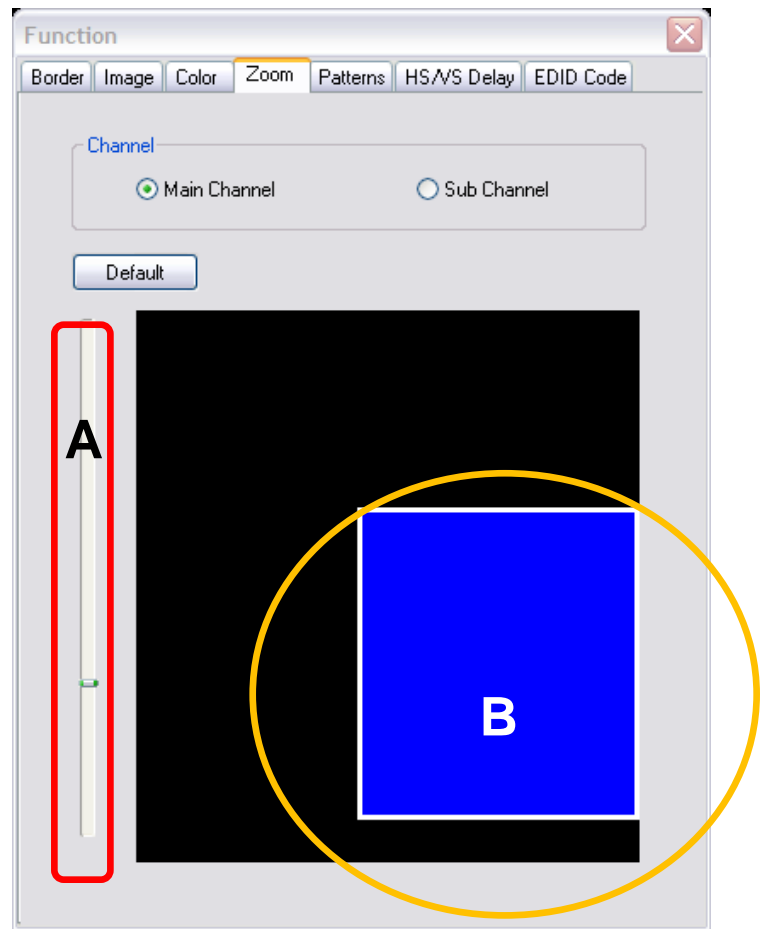 Function
Border Image Color Zoom Patterns HS/VS Delay EDID Code
Channel
Main Channel Sub Channel
Default
A
B